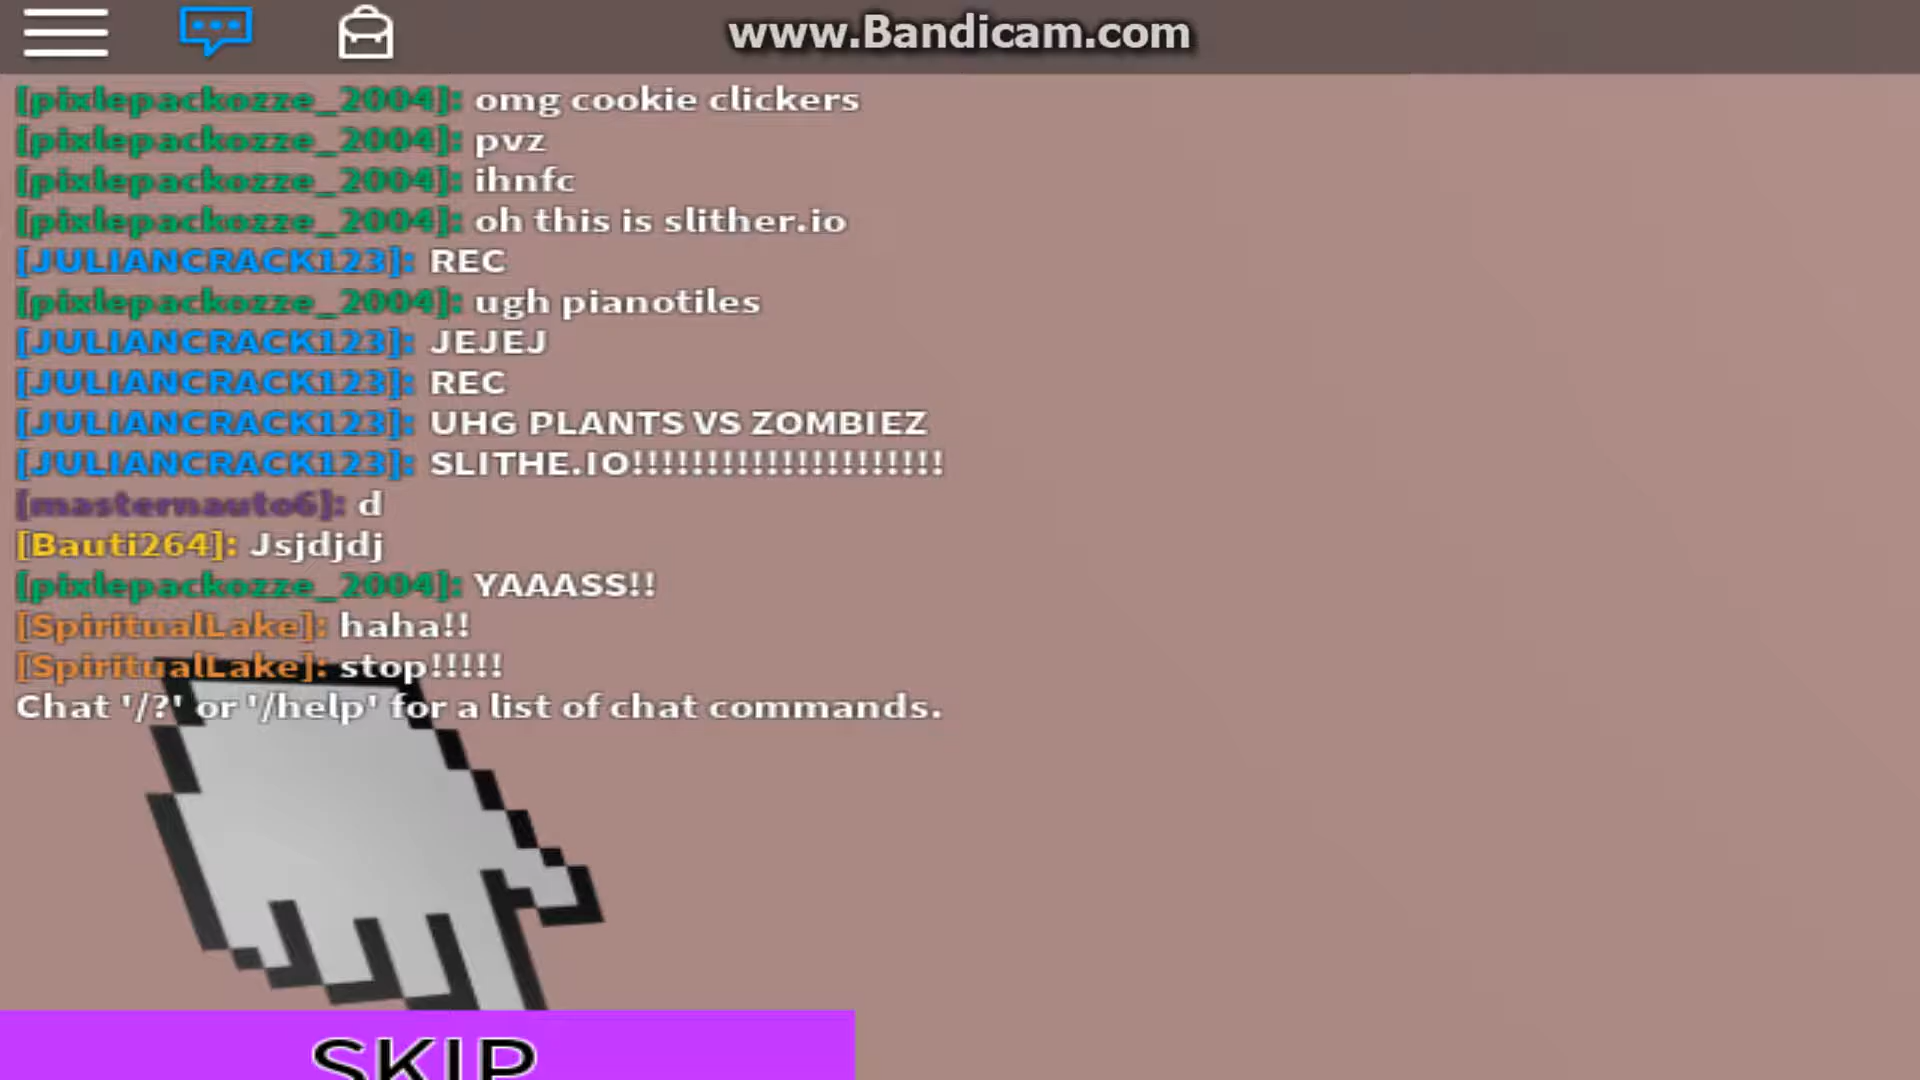 www.Bandicam.com
[pixlepackozze_2004]: omg cookie clickers
[pixlepackozze_2004]: pvz
[pixlepackozze_2004]: ihnfc
[pixlepackozze_2004]: oh this is slither.io
[JULIANCRACK123]: REC
[pixlepackozze_2004]: ugh pianotiles
[JULIANCRACK123]: JEJEJ
[JULIANCRACK123]: REC
[JULIANCRACK123]: UHG PLANTS VS ZOMBIEZ
[JULIANCRACK123]: SLITHE.IO!!!!!!!!!!!!!!!!!!!!!
[masternauto6]: d
[Bauti264]: Jsjdjdj
[pixlepackozze_2004]: YAAASS!!
[SpiritualLake]: haha!!
[SpiritualLake]: stop!!!!!
Chat '/?' or '/help' for a list of chat commands.
SKIP